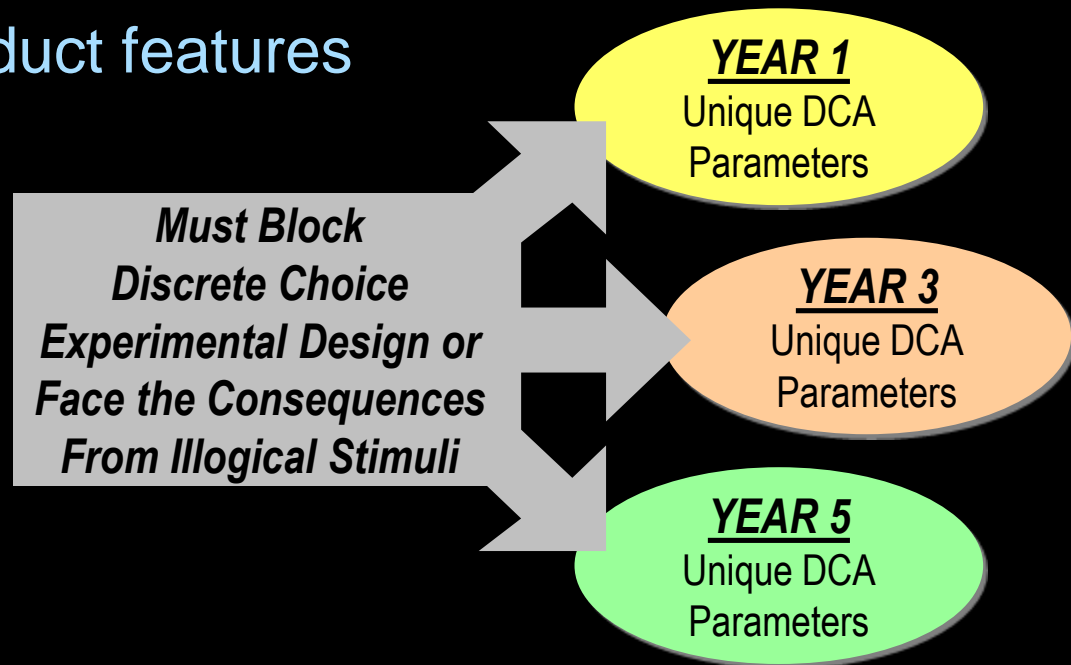 duct features
Must Block
Discrete Choice
Experimental Design or
Face the Consequences
From Illogical Stimuli
YEAR 1
Unique DCA
Parameters
YEAR 3
Unique DCA
Parameters
YEAR 5
Unique DCA
Parameters